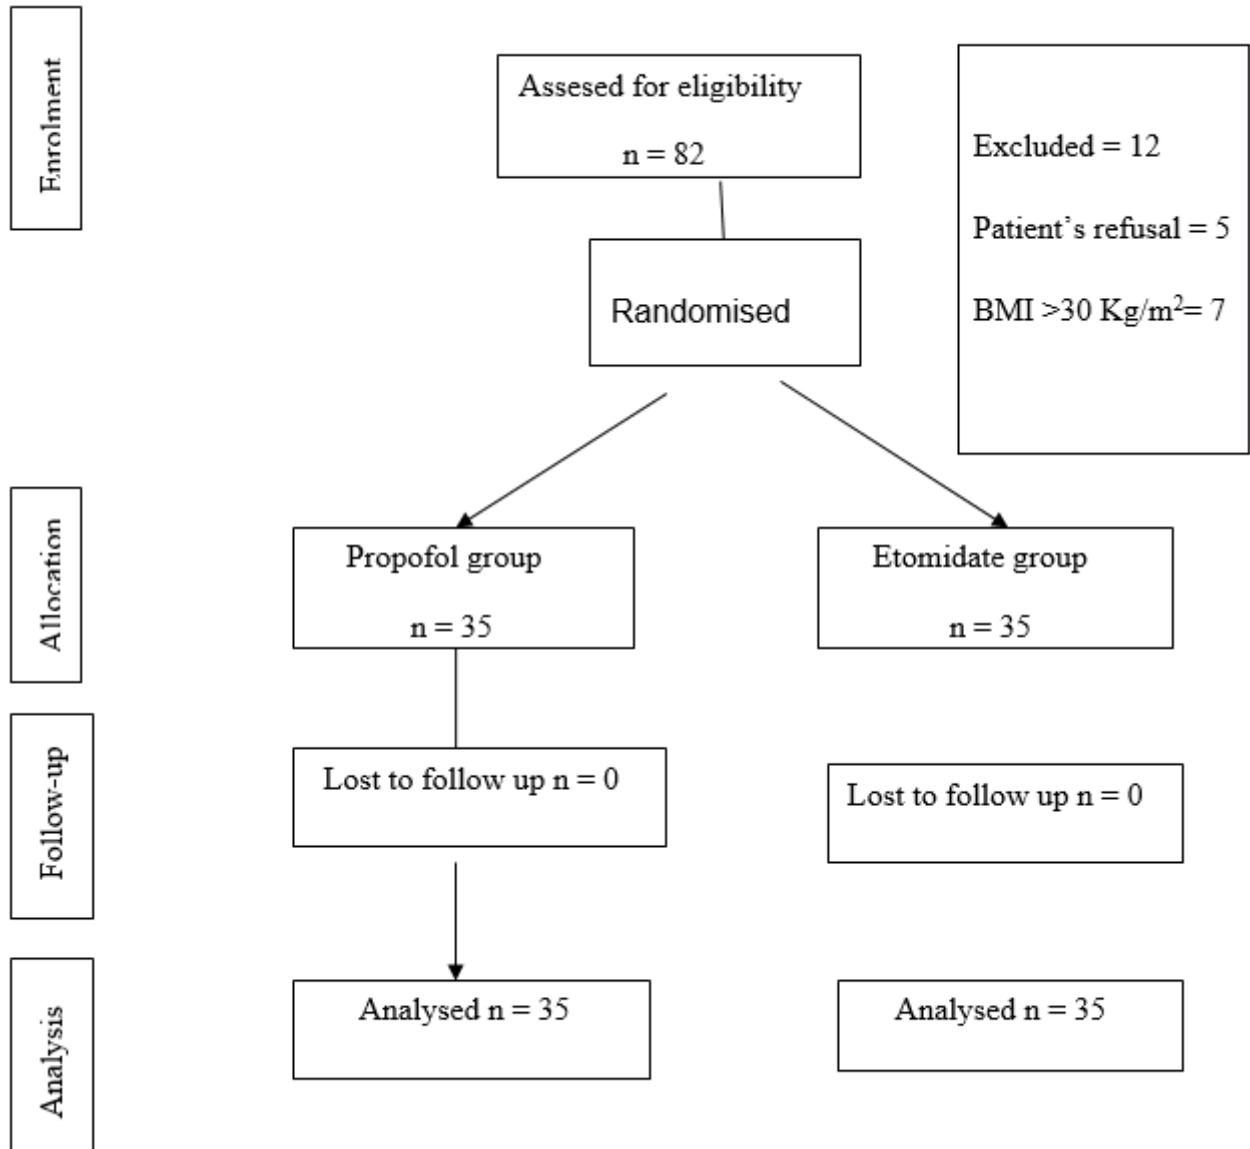 Enrolment
Assesed for eligibility
n = 82
Excluded = 12
Patient’s refusal = 5
BMI >30 Kg/m²= 7
Randomised
Allocation
Propofol group
n = 35
Etomidate group
n = 35
Follow-up
Lost to follow up n = 0
Lost to follow up n = 0
Analysis
Analysed n = 35
Analysed n = 35